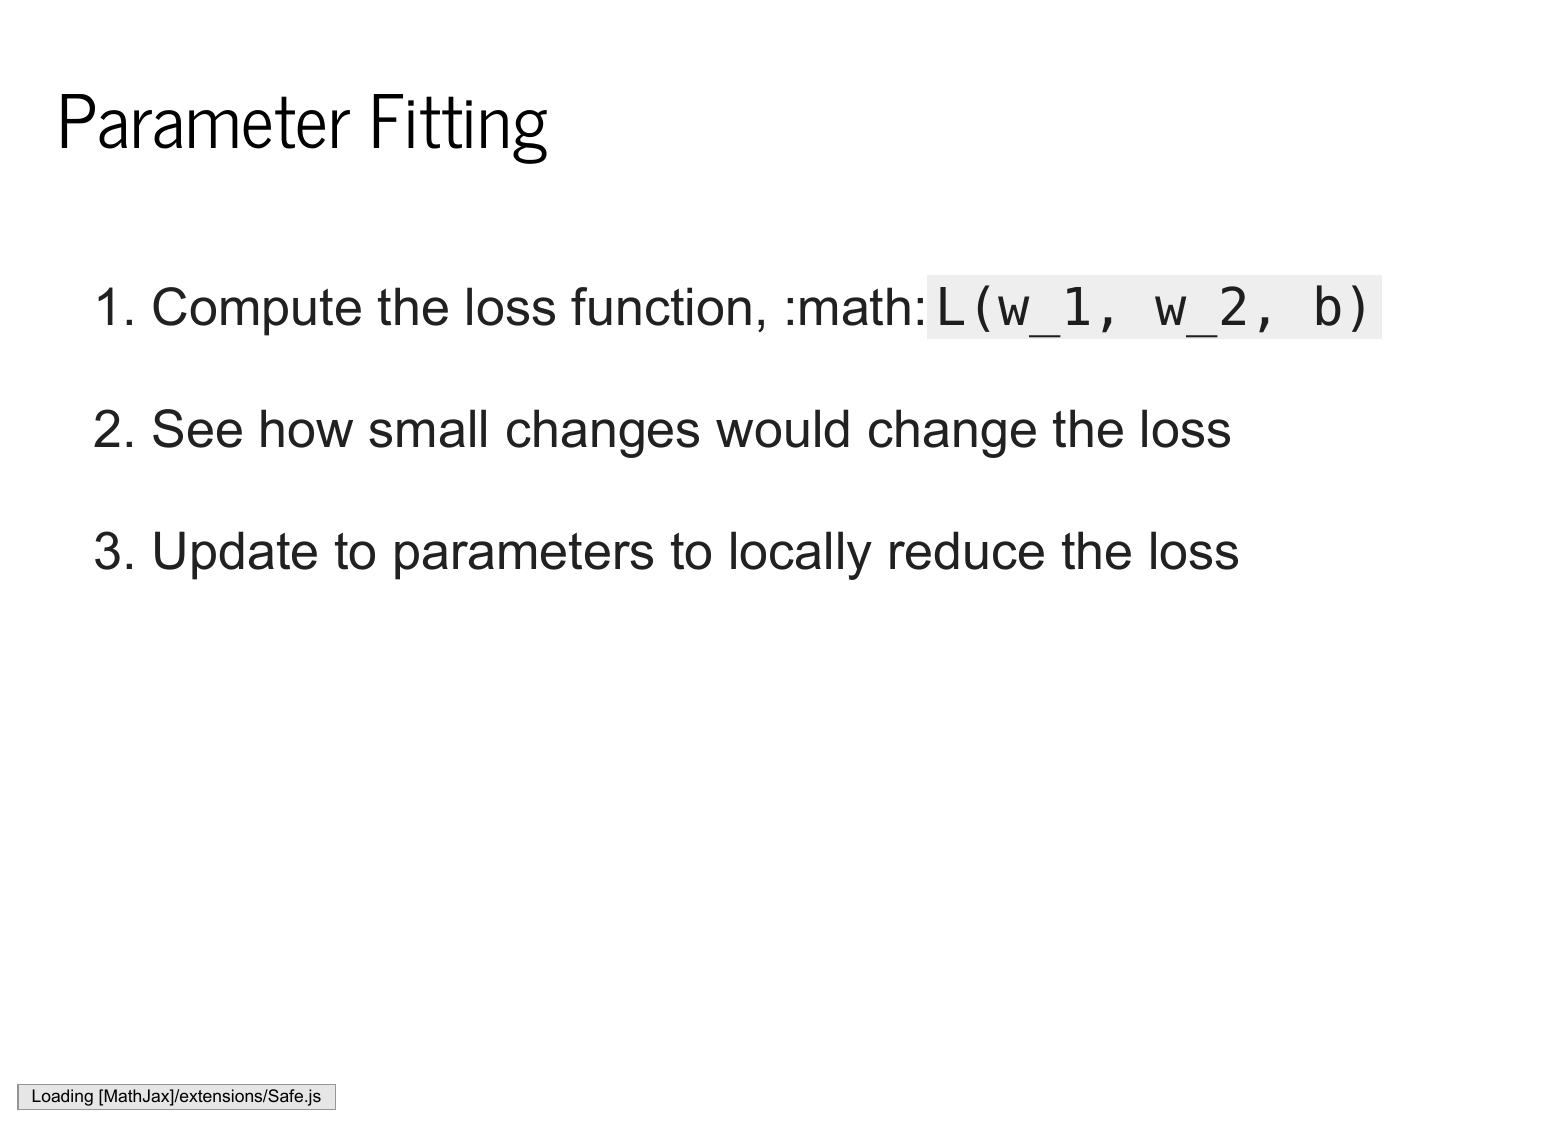 Parameter Fitting
1. Compute the loss function, :math:L(w_1, w_2, b)
2. See how small changes would change the loss
3. Update to parameters to locally reduce the loss
Loading [MathJax]/extensions/Safe.js